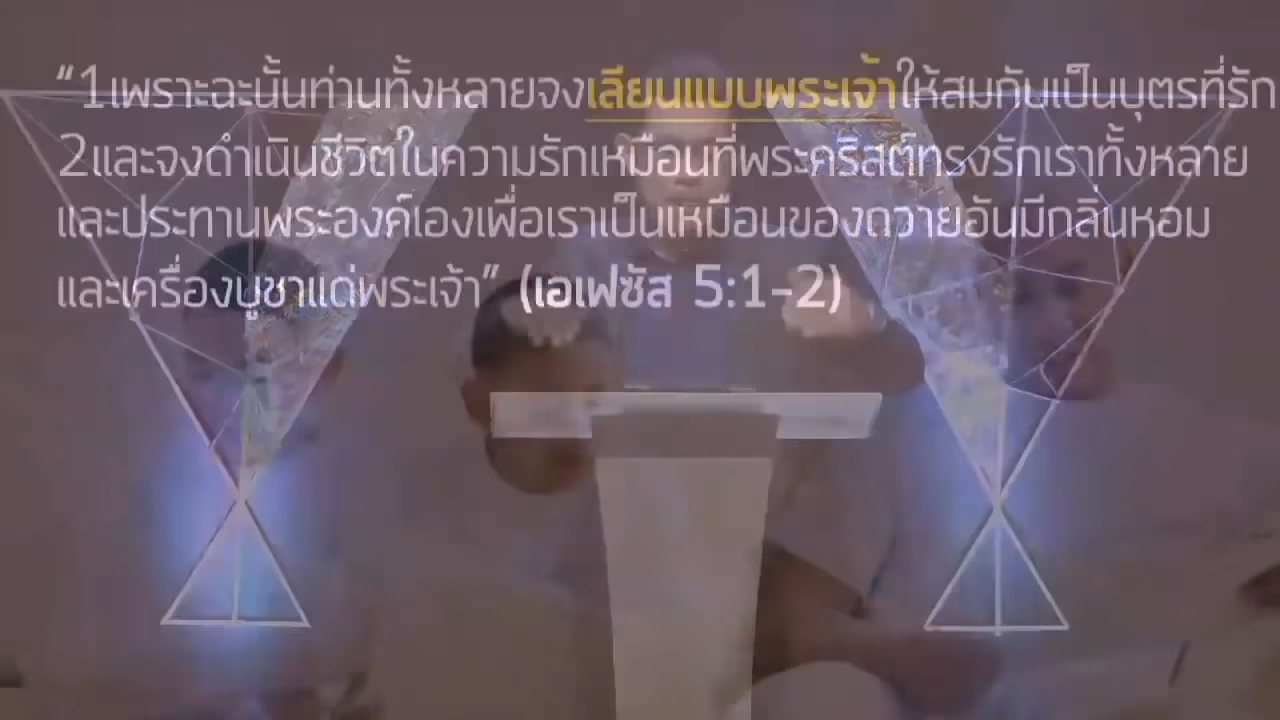 “1เพราะฉะนั้นท่านทั้งหลายจงเลียนแบบพระเจ้าให้สมกับเป็นบุตรที่รัก
2และจงดำเนินชีวิตในความรักเหมือนที่พระคริสต์ทรงรักเราทั้งหลาย
และประทานพระองค์เองเพื่อเราเป็นเหมือนของถวายอันมีกลิ่นหอม
และเครื่องบูชาแด่พระเจ้า” (เอเฟซัส 5:1-2)